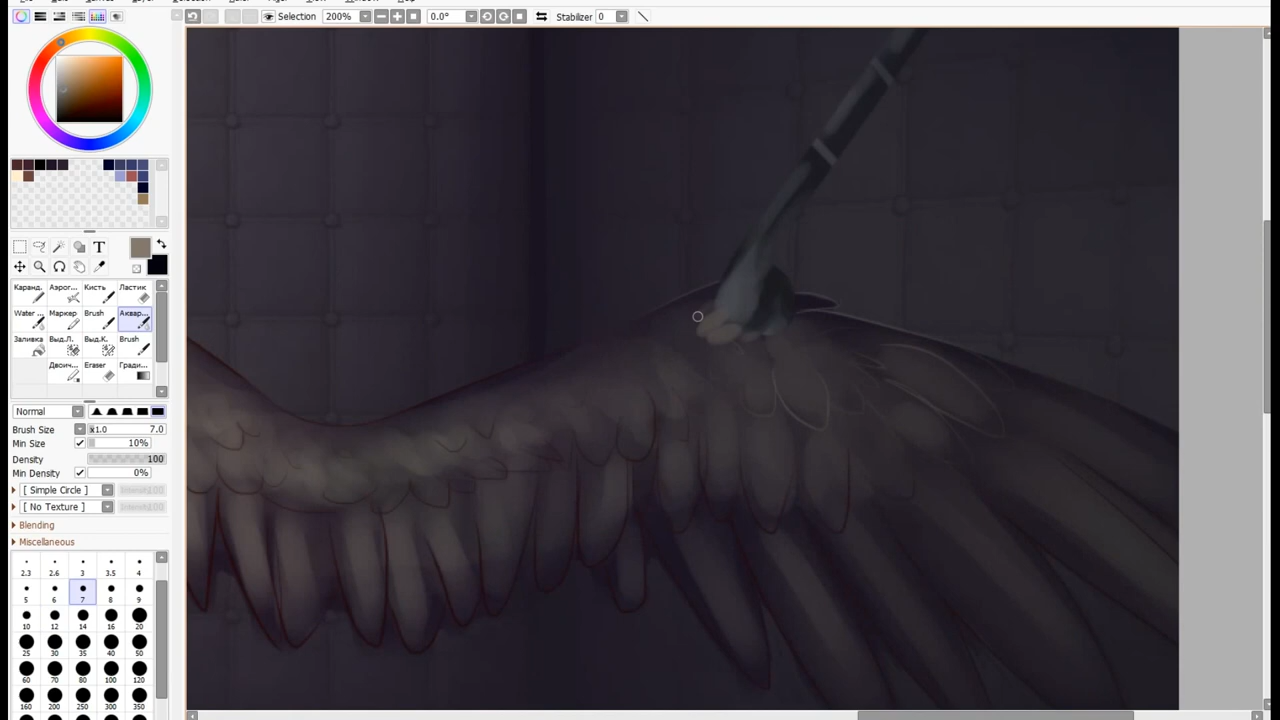 Selection 200% 0.0° Stabilizer 0
T
Каранд. Аэрог... Кисть Ластик
Water ... Маркер Brush Аквар...
Заливка Выд.Л. Выд.К. Brush
Двоич... Eraser Гради...
Normal
Brush Size x1.0 7.0
Min Size 10%
Density 100
Min Density 0%
[ Simple Circle ]
[ No Texture ]
Blending
Miscellaneous
2.3 2.6 3 3.5 4
5 6 7 8 9
10 12 14 16 20
25 30 35 40 50
60 70 80 100 120
160 200 250 300 350